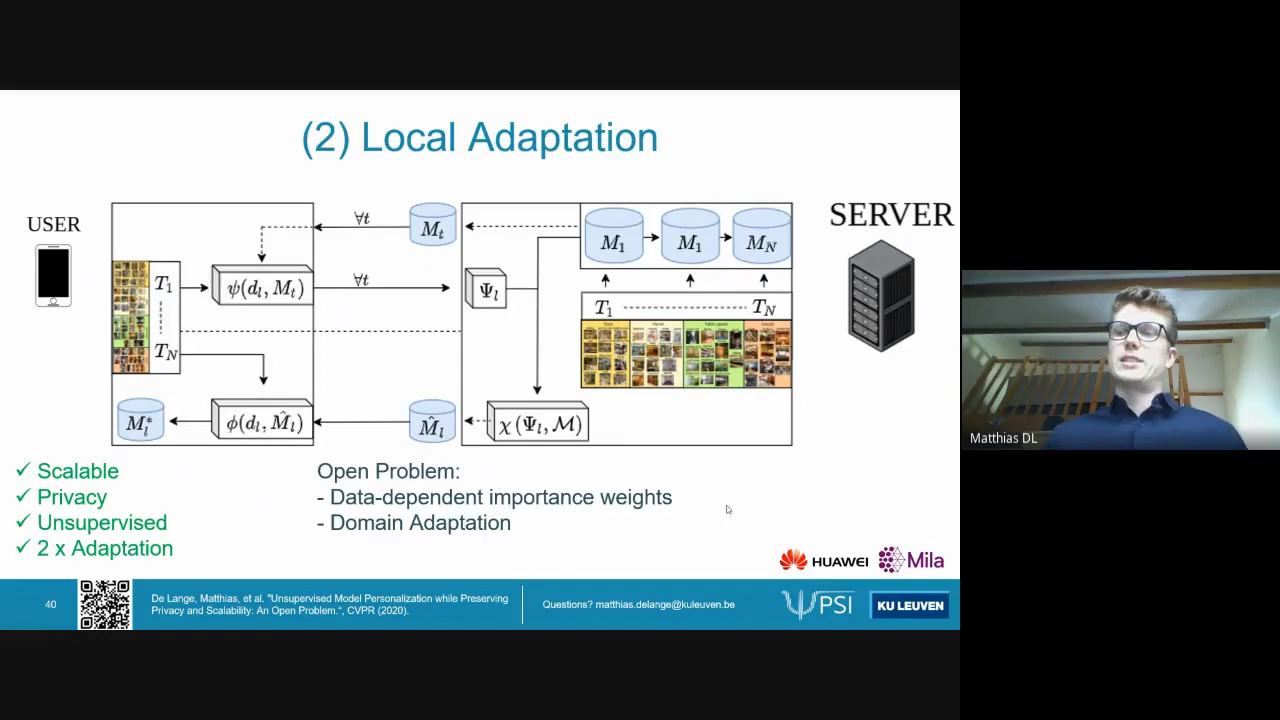 (2) Local Adaptation
USER
SERVER
∀t
M_t
M_1
M_1
M_N
T_1
ψ(d_l, M_t)
∀t
Ψ_l
T_1
T_N
T_N
M_l^*
ϕ(d_l, M̂_l)
M̂_l
χ(Ψ_l, ℳ)
✓ Scalable
✓ Privacy
✓ Unsupervised
✓ 2 x Adaptation
Open Problem:
- Data-dependent importance weights
- Domain Adaptation
HUAWEI
Mila
40
De Lange, Matthias, et al. "Unsupervised Model Personalization while Preserving
Privacy and Scalability: An Open Problem.", CVPR (2020).
Questions? matthias.delange@kuleuven.be
PSI
KU LEUVEN
Matthias DL